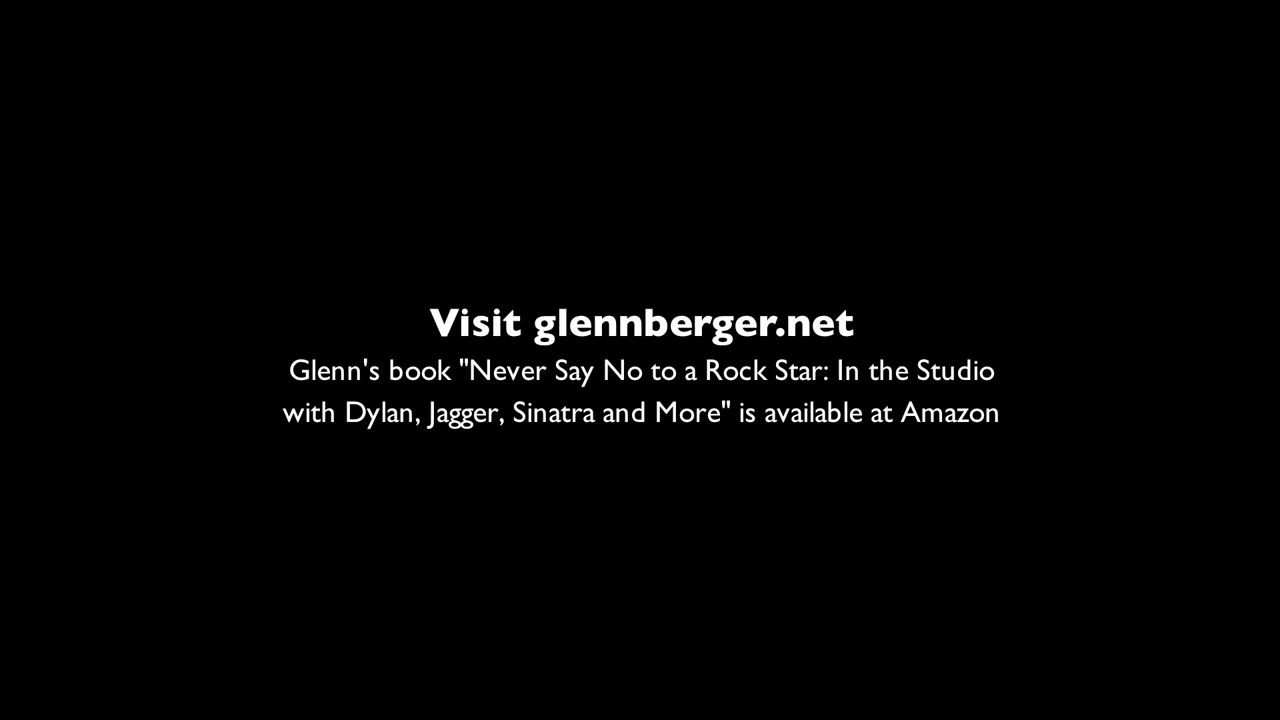 Visit glennberger.net
Glenn's book "Never Say No to a Rock Star: In the Studio
with Dylan, Jagger, Sinatra and More" is available at Amazon